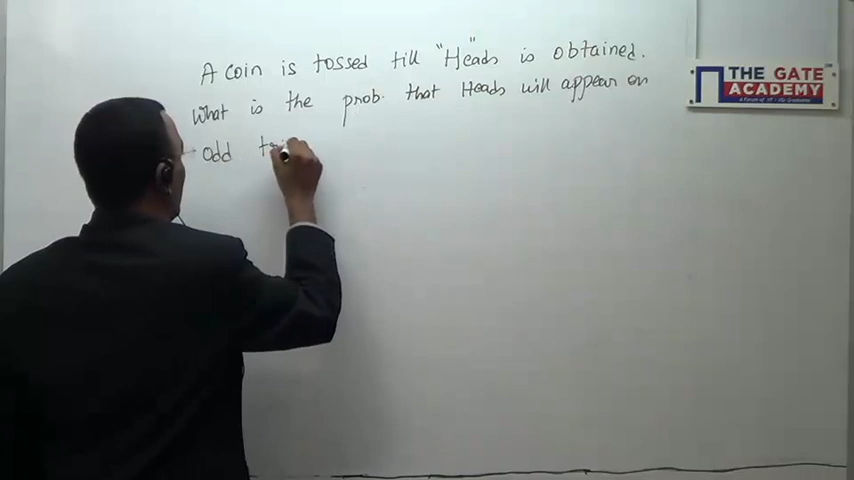 A coin is tossed till "Heads" is obtained.
What is the prob. that Heads will appear on
odd
THE GATE
ACADEMY